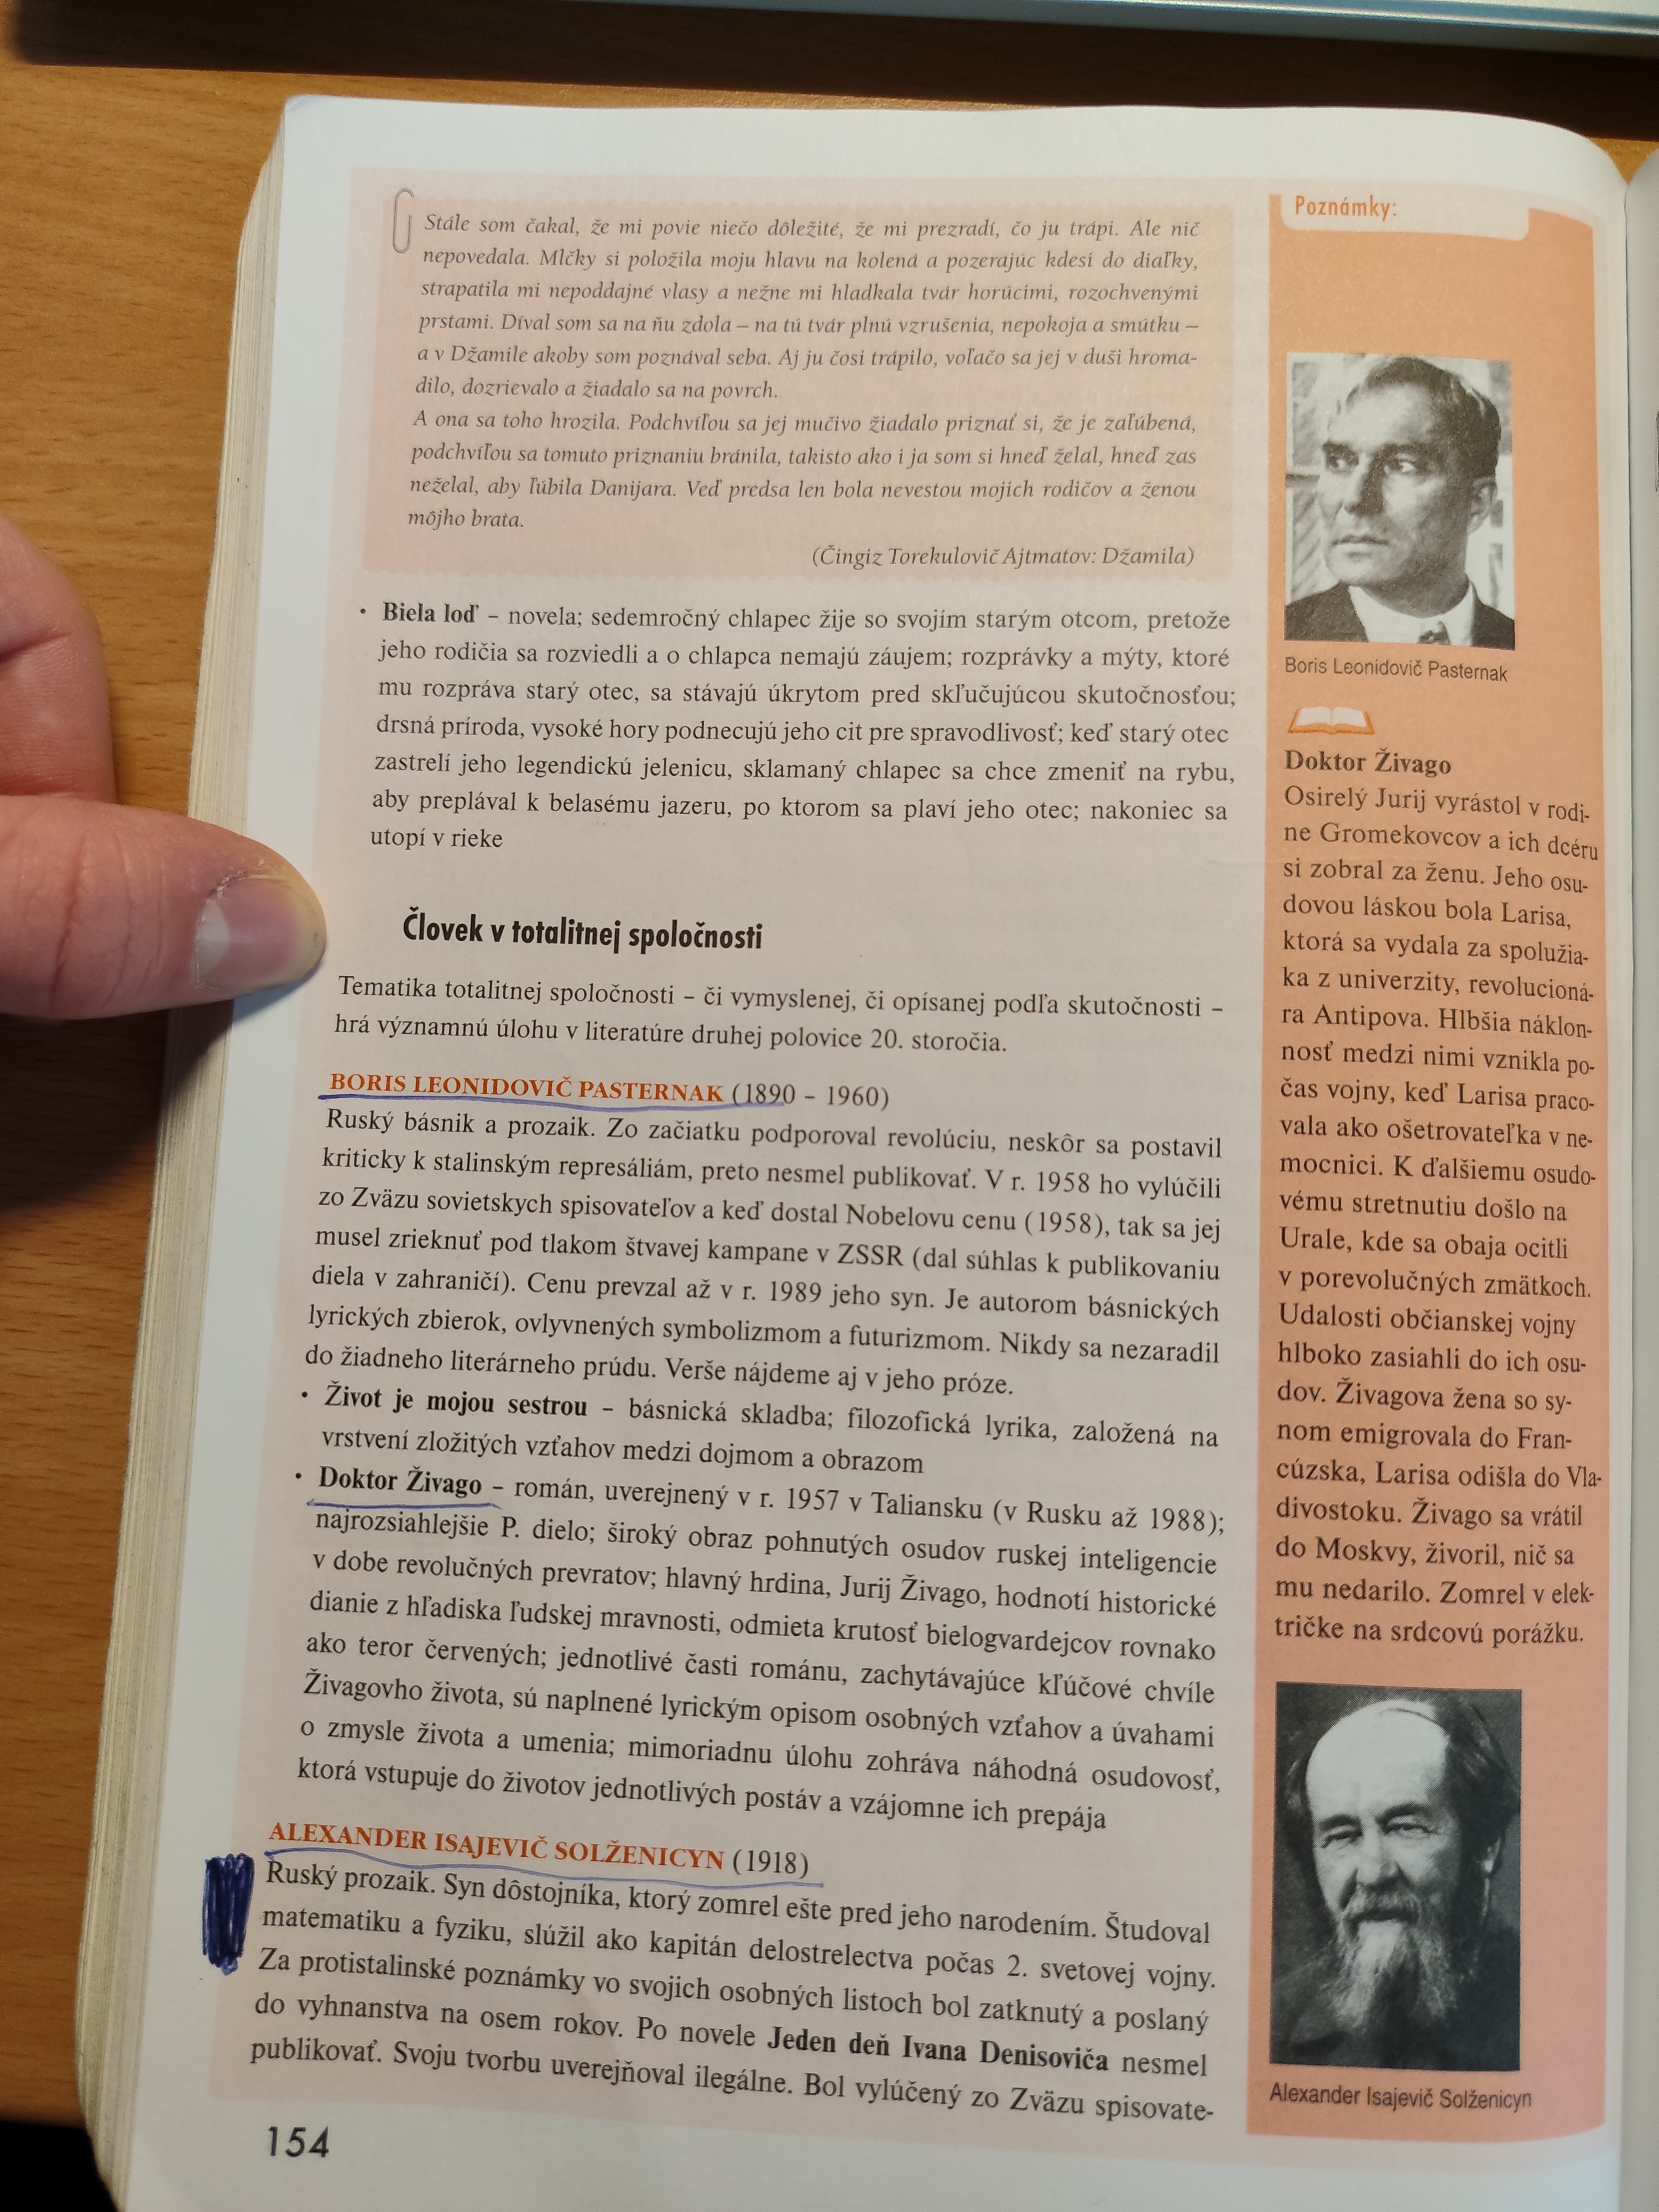 Stále som čakal, že mi povie niečo dôležité, že mi prezradí, čo ju trápi. Ale nič
nepovedala. Mlčky si položila moju hlavu na kolená a pozerajúc kdesi do diaľky,
strapatila mi nepoddajné vlasy a nežne mi hladkala tvár horúcimi, rozochvenými
prstami. Díval som sa na ňu zdola – na tú tvár plnú vzrušenia, nepokoja a smútku –
a v Džamile akoby som poznával seba. Aj ju čosi trápilo, voľačo sa jej v duši hroma-
dilo, dozrievalo a žiadalo sa na povrch.
A ona sa toho hrozila. Podchvíľou sa jej mučivo žiadalo priznať si, že je zaľúbená,
podchvíľou sa tomuto priznaniu bránila, takisto ako i ja som si hneď želal, hneď zas
neželal, aby ľúbila Danijara. Veď predsa len bola nevestou mojich rodičov a ženou
môjho brata.
(Čingiz Torekulovič Ajtmatov: Džamila)
• Biela loď – novela; sedemročný chlapec žije so svojím starým otcom, pretože
jeho rodičia sa rozviedli a o chlapca nemajú záujem; rozprávky a mýty, ktoré
mu rozpráva starý otec, sa stávajú úkrytom pred skľučujúcou skutočnosťou;
drsná príroda, vysoké hory podnecujú jeho cit pre spravodlivosť; keď starý otec
zastrelí jeho legendickú jelenicu, sklamaný chlapec sa chce zmeniť na rybu,
aby preplával k belasému jazeru, po ktorom sa plaví jeho otec; nakoniec sa
utopí v rieke
Človek v totalitnej spoločnosti
Tematika totalitnej spoločnosti – či vymyslenej, či opísanej podľa skutočnosti –
hrá významnú úlohu v literatúre druhej polovice 20. storočia.
BORIS LEONIDOVIČ PASTERNAK (1890 – 1960)
Ruský básnik a prozaik. Zo začiatku podporoval revolúciu, neskôr sa postavil
kriticky k stalinským represáliám, preto nesmel publikovať. V r. 1958 ho vylúčili
zo Zväzu sovietskych spisovateľov a keď dostal Nobelovu cenu (1958), tak sa jej
musel zrieknuť pod tlakom štvavej kampane v ZSSR (dal súhlas k publikovaniu
diela v zahraničí). Cenu prevzal až v r. 1989 jeho syn. Je autorom básnických
lyrických zbierok, ovlyvnených symbolizmom a futurizmom. Nikdy sa nezaradil
do žiadneho literárneho prúdu. Verše nájdeme aj v jeho próze.
• Život je mojou sestrou – básnická skladba; filozofická lyrika, založená na
vrstvení zložitých vzťahov medzi dojmom a obrazom
• Doktor Živago – román, uverejnený v r. 1957 v Taliansku (v Rusku až 1988);
najrozsiahlejšie P. dielo; široký obraz pohnutých osudov ruskej inteligencie
v dobe revolučných prevratov; hlavný hrdina, Jurij Živago, hodnotí historické
dianie z hľadiska ľudskej mravnosti, odmieta krutosť bielogvardejcov rovnako
ako teror červených; jednotlivé časti románu, zachytávajúce kľúčové chvíle
Živagovho života, sú naplnené lyrickým opisom osobných vzťahov a úvahami
o zmysle života a umenia; mimoriadnu úlohu zohráva náhodná osudovosť,
ktorá vstupuje do životov jednotlivých postáv a vzájomne ich prepája
ALEXANDER ISAJEVIČ SOLŽENICYN (1918)
Ruský prozaik. Syn dôstojníka, ktorý zomrel ešte pred jeho narodením. Študoval
matematiku a fyziku, slúžil ako kapitán delostrelectva počas 2. svetovej vojny.
Za protistalinské poznámky vo svojich osobných listoch bol zatknutý a poslaný
do vyhnanstva na osem rokov. Po novele Jeden deň Ivana Denisoviča nesmel
publikovať. Svoju tvorbu uverejňoval ilegálne. Bol vylúčený zo Zväzu spisovate-
154
Poznámky:
Boris Leonidovič Pasternak
Doktor Živago
Osirelý Jurij vyrástol v rodi-
ne Gromekovcov a ich dcéru
si zobral za ženu. Jeho osu-
dovou láskou bola Larisa,
ktorá sa vydala za spolužia-
ka z univerzity, revolucioná-
ra Antipova. Hlbšia náklon-
nosť medzi nimi vznikla po-
čas vojny, keď Larisa praco-
vala ako ošetrovateľka v ne-
mocnici. K ďalšiemu osudo-
vému stretnutiu došlo na
Urale, kde sa obaja ocitli
v porevolučných zmätkoch.
Udalosti občianskej vojny
hlboko zasiahli do ich osu-
dov. Živagova žena so sy-
nom emigrovala do Fran-
cúzska, Larisa odišla do Vla-
divostoku. Živago sa vrátil
do Moskvy, živoril, nič sa
mu nedarilo. Zomrel v elek-
tričke na srdcovú porážku.
Alexander Isajevič Solženicyn